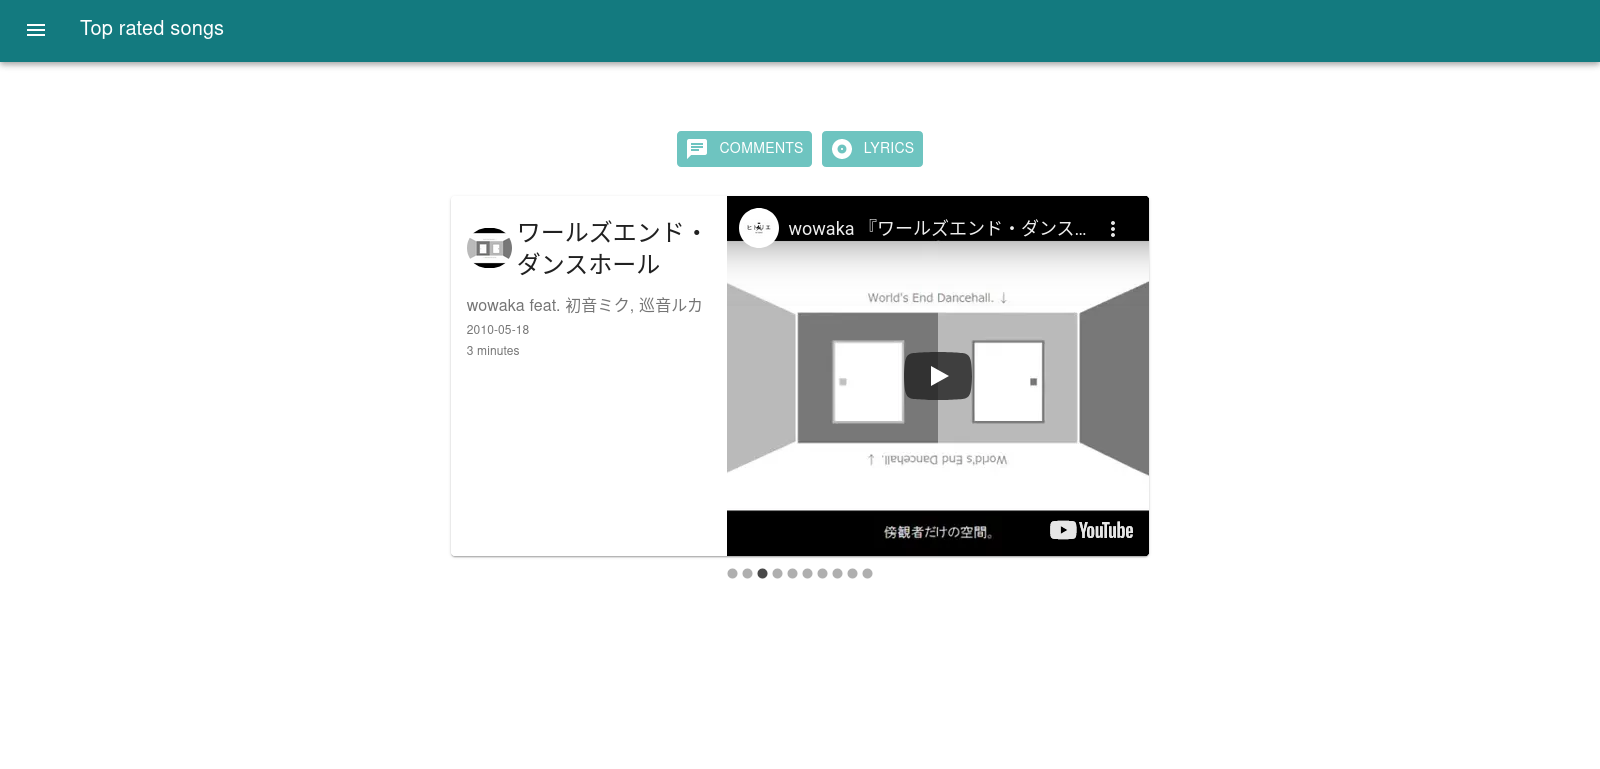 Top rated songs
COMMENTS
LYRICS
ワールズエンド・
ダンスホール
wowaka feat. 初音ミク, 巡音ルカ
2010-05-18
3 minutes
wowaka 『ワールズエンド・ダンス...
World's End Dancehall. ↓
World's End Dancehall. ↓
傍観者だけの空間。
YouTube